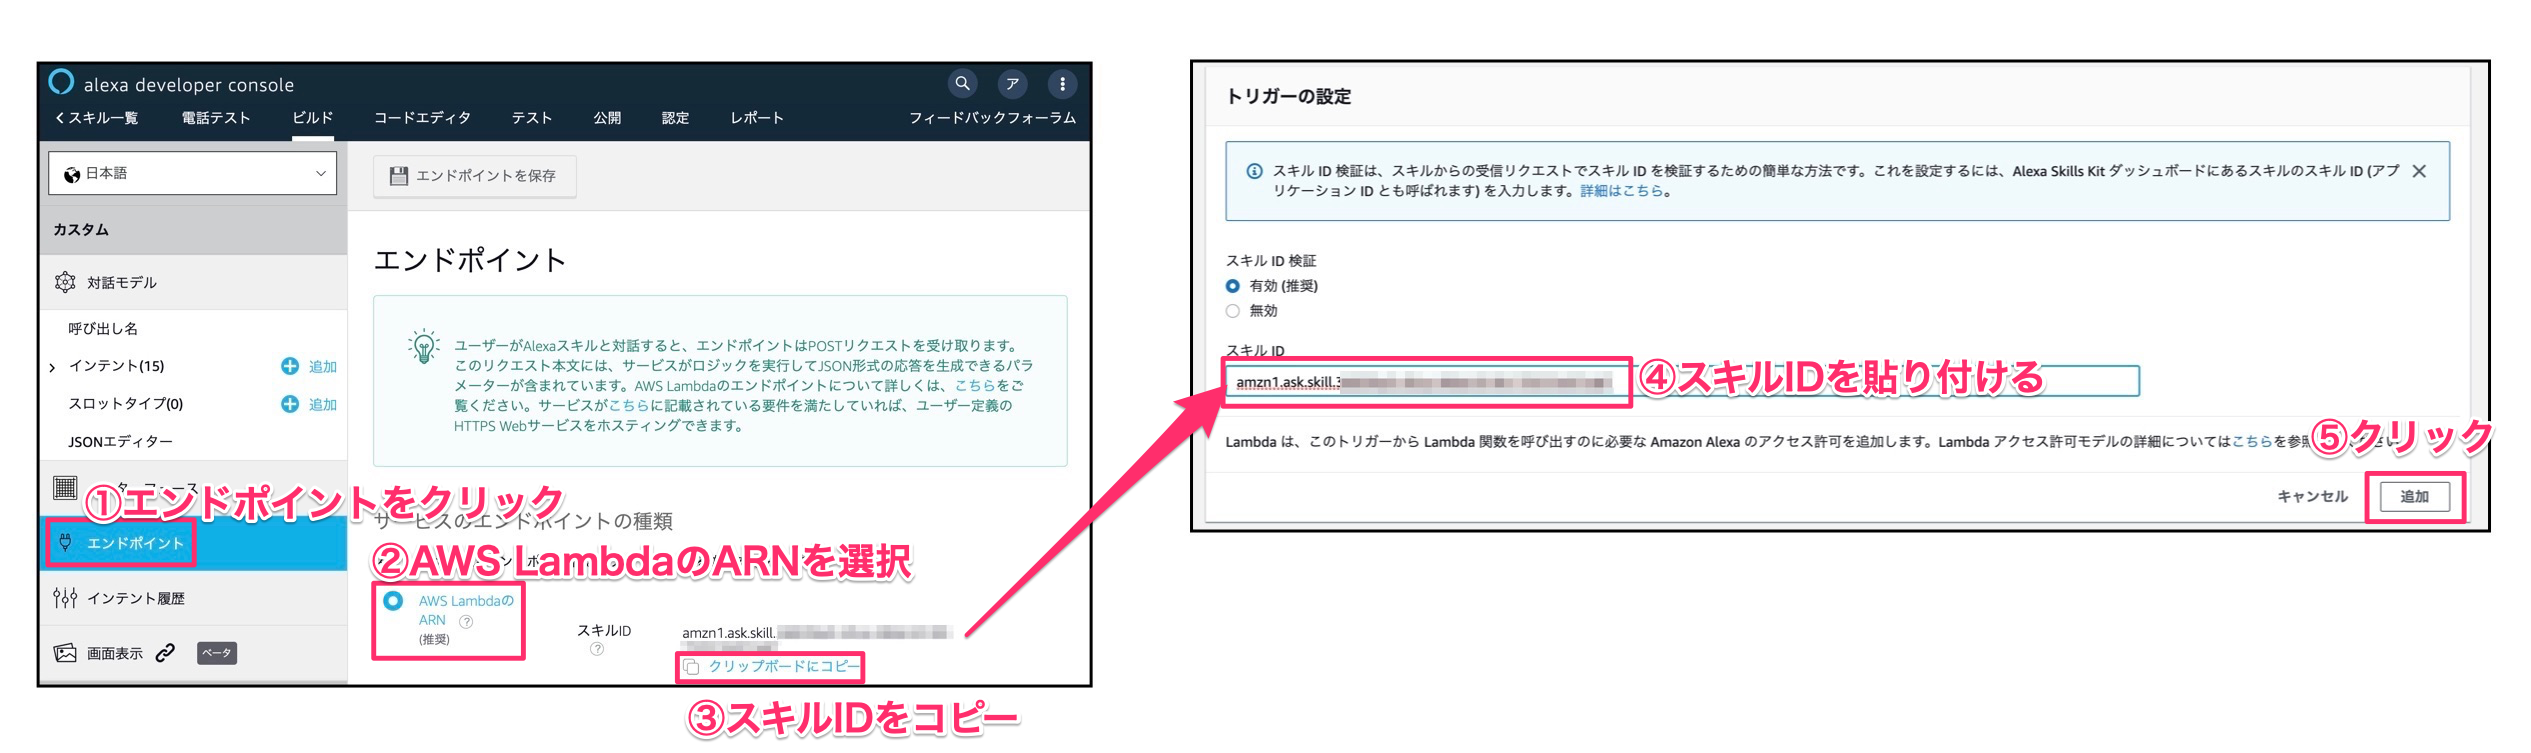 alexa developer console
ア
スキル一覧
電話テスト
ビルド
コードエディタ
テスト
公開
認定
レポート
フィードバックフォーラム
日本語
エンドポイントを保存
カスタム
対話モデル
呼び出し名
インテント(15)
追加
スロットタイプ(0)
追加
JSONエディター
①エンドポイントをクリック
エンドポイント
インテント履歴
画面表示
ベータ
エンドポイント
ユーザーがAlexaスキルと対話すると、エンドポイントはPOSTリクエストを受け取ります。
このリクエスト本文には、サービスがロジックを実行してJSON形式の応答を生成できるパラ
メーターが含まれています。AWS Lambdaのエンドポイントについて詳しくは、こちらをご
覧ください。サービスがこちらに記載されている要件を満たしていれば、ユーザー定義の
HTTPS Webサービスをホスティングできます。
サービスのエンドポイントの種類
②AWS LambdaのARNを選択
AWS Lambdaの
ARN
(推奨)
スキルID
amzn1.ask.skill.
クリップボードにコピー
③スキルIDをコピー
トリガーの設定
スキル ID 検証は、スキルからの受信リクエストでスキル ID を検証するための簡単な方法です。これを設定するには、Alexa Skills Kit ダッシュボードにあるスキルのスキル ID (アプ
リケーション ID とも呼ばれます) を入力します。詳細はこちら。
スキル ID 検証
有効 (推奨)
無効
スキル ID
amzn1.ask.skill.3
④スキルIDを貼り付ける
Lambda は、このトリガーから Lambda 関数を呼び出すのに必要な Amazon Alexa のアクセス許可を追加します。Lambda アクセス許可モデルの詳細についてはこちらを参
⑤クリック
キャンセル
追加